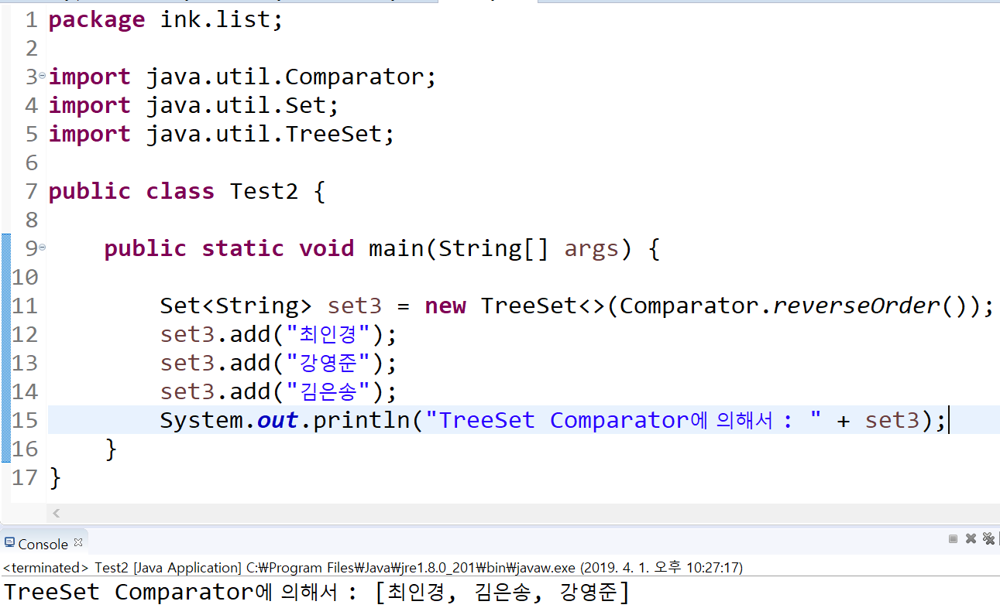 1 package ink.list;
2
3 import java.util.Comparator;
4 import java.util.Set;
5 import java.util.TreeSet;
6
7 public class Test2 {
8
9     public static void main(String[] args) {
10
11         Set<String> set3 = new TreeSet<>(Comparator.reverseOrder());
12         set3.add("최인경");
13         set3.add("강영준");
14         set3.add("김은송");
15         System.out.println("TreeSet Comparator에 의해서 : " + set3);
16     }
17 }
Console
<terminated> Test2 [Java Application] C:₩Program Files₩Java₩jre1.8.0_201₩bin₩javaw.exe (2019. 4. 1. 오후 10:27:17)
TreeSet Comparator에 의해서 : [최인경, 김은송, 강영준]